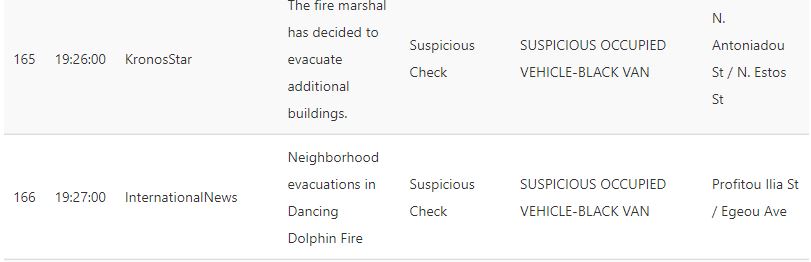 The fire marshal
has decided to
evacuate
additional
buildings.
165
19:26:00
KronosStar
Suspicious
Check
SUSPICIOUS OCCUPIED
VEHICLE-BLACK VAN
N.
Antoniadou
St / N. Estos
St
166
19:27:00
InternationalNews
Neighborhood
evacuations in
Dancing
Dolphin Fire
Suspicious
Check
SUSPICIOUS OCCUPIED
VEHICLE-BLACK VAN
Profitou Ilia St
/ Egeou Ave